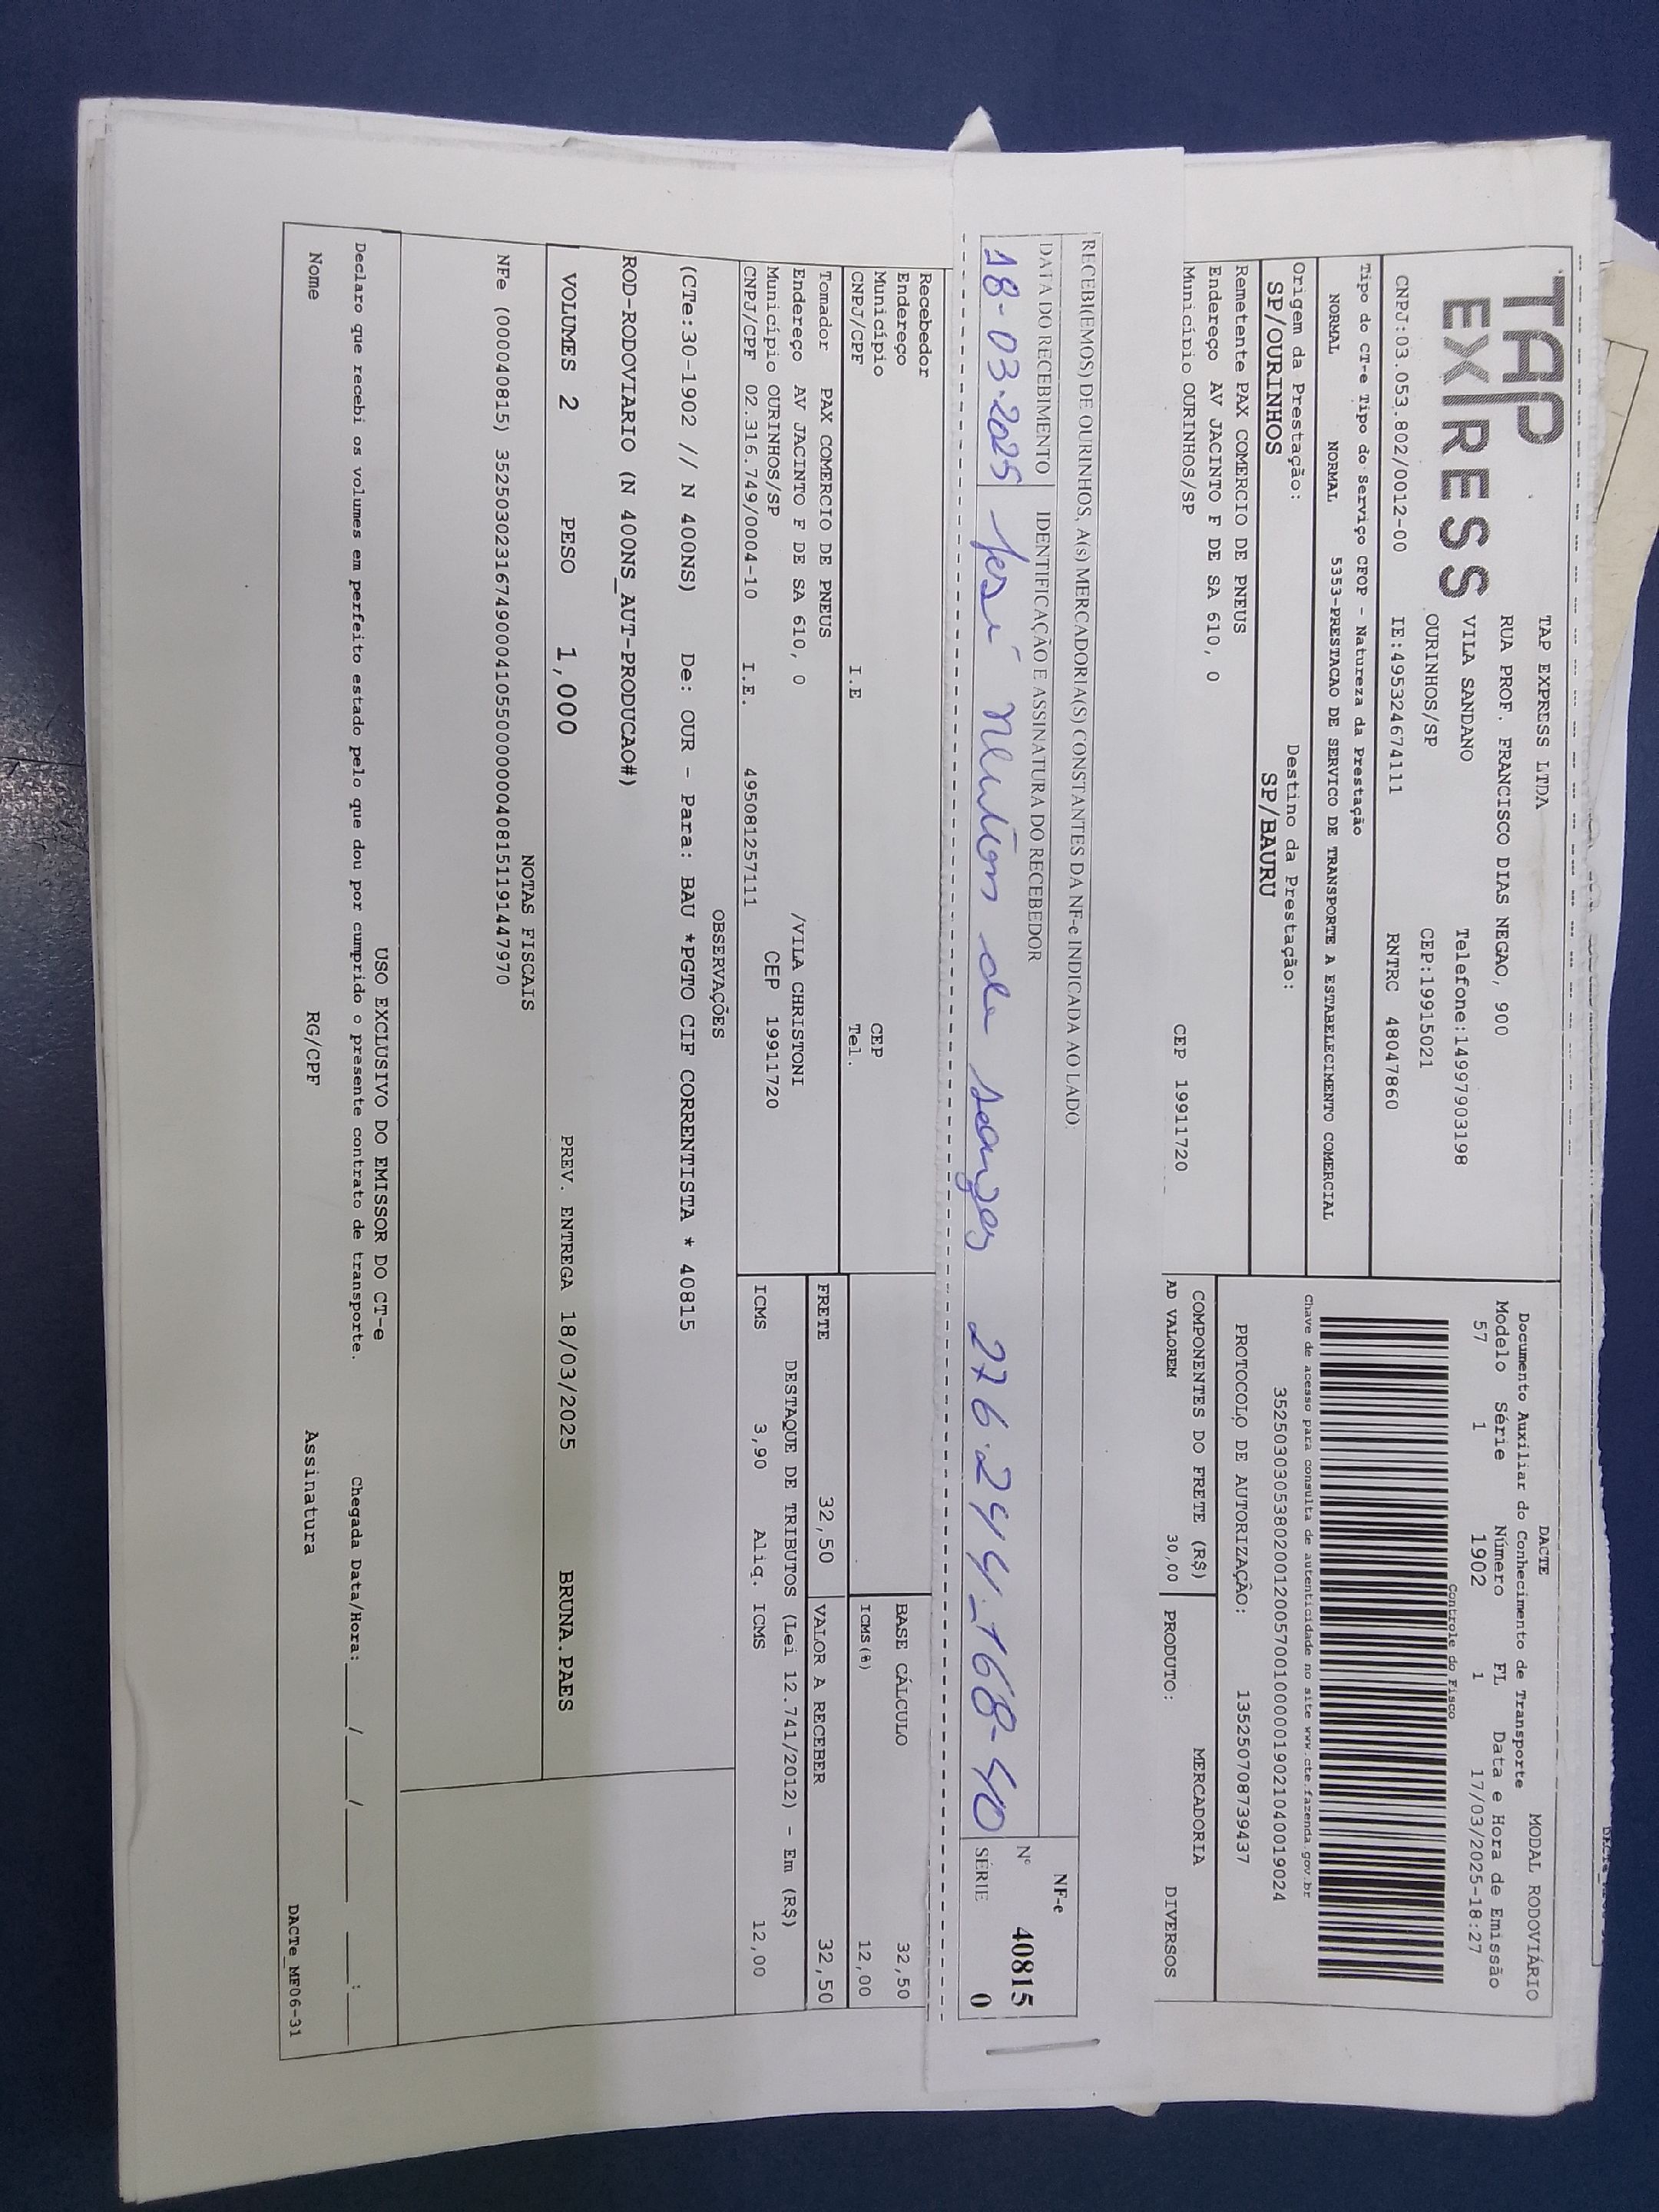 TAP
EXPRESS
TAP EXPRESS LTDA
RUA PROF. FRANCISCO DIAS NEGAO, 900
VILA SANDANO Telefone:14997903198
OURINHOS/SP CEP:19915021
CNPJ:03.053.802/0012-00 IE:495324674111 RNTRC 48047860
Tipo do CT-e Tipo do Serviço CFOP - Natureza da Prestação
NORMAL NORMAL 5353-PRESTACAO DE SERVICO DE TRANSPORTE A ESTABELECIMENTO COMERCIAL
Origem da Prestação: Destino da Prestação:
SP/OURINHOS SP/BAURU
Remetente PAX COMERCIO DE PNEUS
Endereço AV JACINTO F DE SA 610, 0
Município OURINHOS/SP CEP 19911720
DACTE MODAL RODOVIÁRIO
Documento Auxiliar do Conhecimento de Transporte
Modelo Série Número FL Data e Hora de Emissão
57 1 1902 1 17/03/2025-18:27
Controle do Fisco
Chave de acesso para consulta de autenticidade no site www.cte.fazenda.gov.br
35250303053802001200570010000019021040019024
PROTOCOLO DE AUTORIZAÇÃO: 135250708739437
COMPONENTES DO FRETE (R$) MERCADORIA
AD VALOREM 30,00 PRODUTO: DIVERSOS
RECEBI(EMOS) DE OURINHOS, A(s) MERCADORIA(S) CONSTANTES DA NF-e INDICADA AO LADO:
DATA DO RECEBIMENTO IDENTIFICAÇÃO E ASSINATURA DO RECEBEDOR
18-03-2025 José 276.244.168-40
NF-e
Nº 40815
SÉRIE 0
Recebedor
Endereço
Município CEP
CNPJ/CPF I.E Tel.
Tomador PAX COMERCIO DE PNEUS
Endereço AV JACINTO F DE SA 610, 0 /VILA CHRISTONI
Município OURINHOS/SP CEP 19911720
CNPJ/CPF 02.316.749/0004-10 I.E. 495081257111
BASE CÁLCULO 32,50
ICMS(%) 12,00
FRETE 32,50 VALOR A RECEBER 32,50
DESTAQUE DE TRIBUTOS (Lei 12.741/2012) - Em (R$)
ICMS 3,90 Aliq. ICMS 12,00
OBSERVAÇÕES
(CTe:30-1902 // N 400NS) De: OUR - Para: BAU *PGTO CIF CORRENTISTA * 40815
ROD-RODOVIARIO (N 400NS_AUT-PRODUCAO#)
VOLUMES 2 PESO 1,000 PREV. ENTREGA 18/03/2025 BRUNA.PAES
NOTAS FISCAIS
NFe (000040815) 35250302316749000410550000000408151191447970
USO EXCLUSIVO DO EMISSOR DO CT-e
Declaro que recebi os volumes em perfeito estado pelo que dou por cumprido o presente contrato de transporte. Chegada Data/Hora:____/____/______ ____:____
Nome RG/CPF Assinatura
DACTe_MF06-31